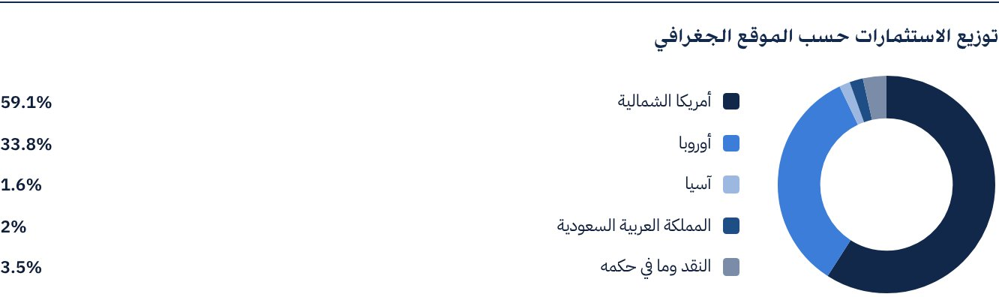 توزيع الاستثمارات حسب الموقع الجغرافي
أمريكا الشمالية 59.1%
أوروبا 33.8%
آسيا 1.6%
المملكة العربية السعودية 2%
النقد وما في حكمه 3.5%